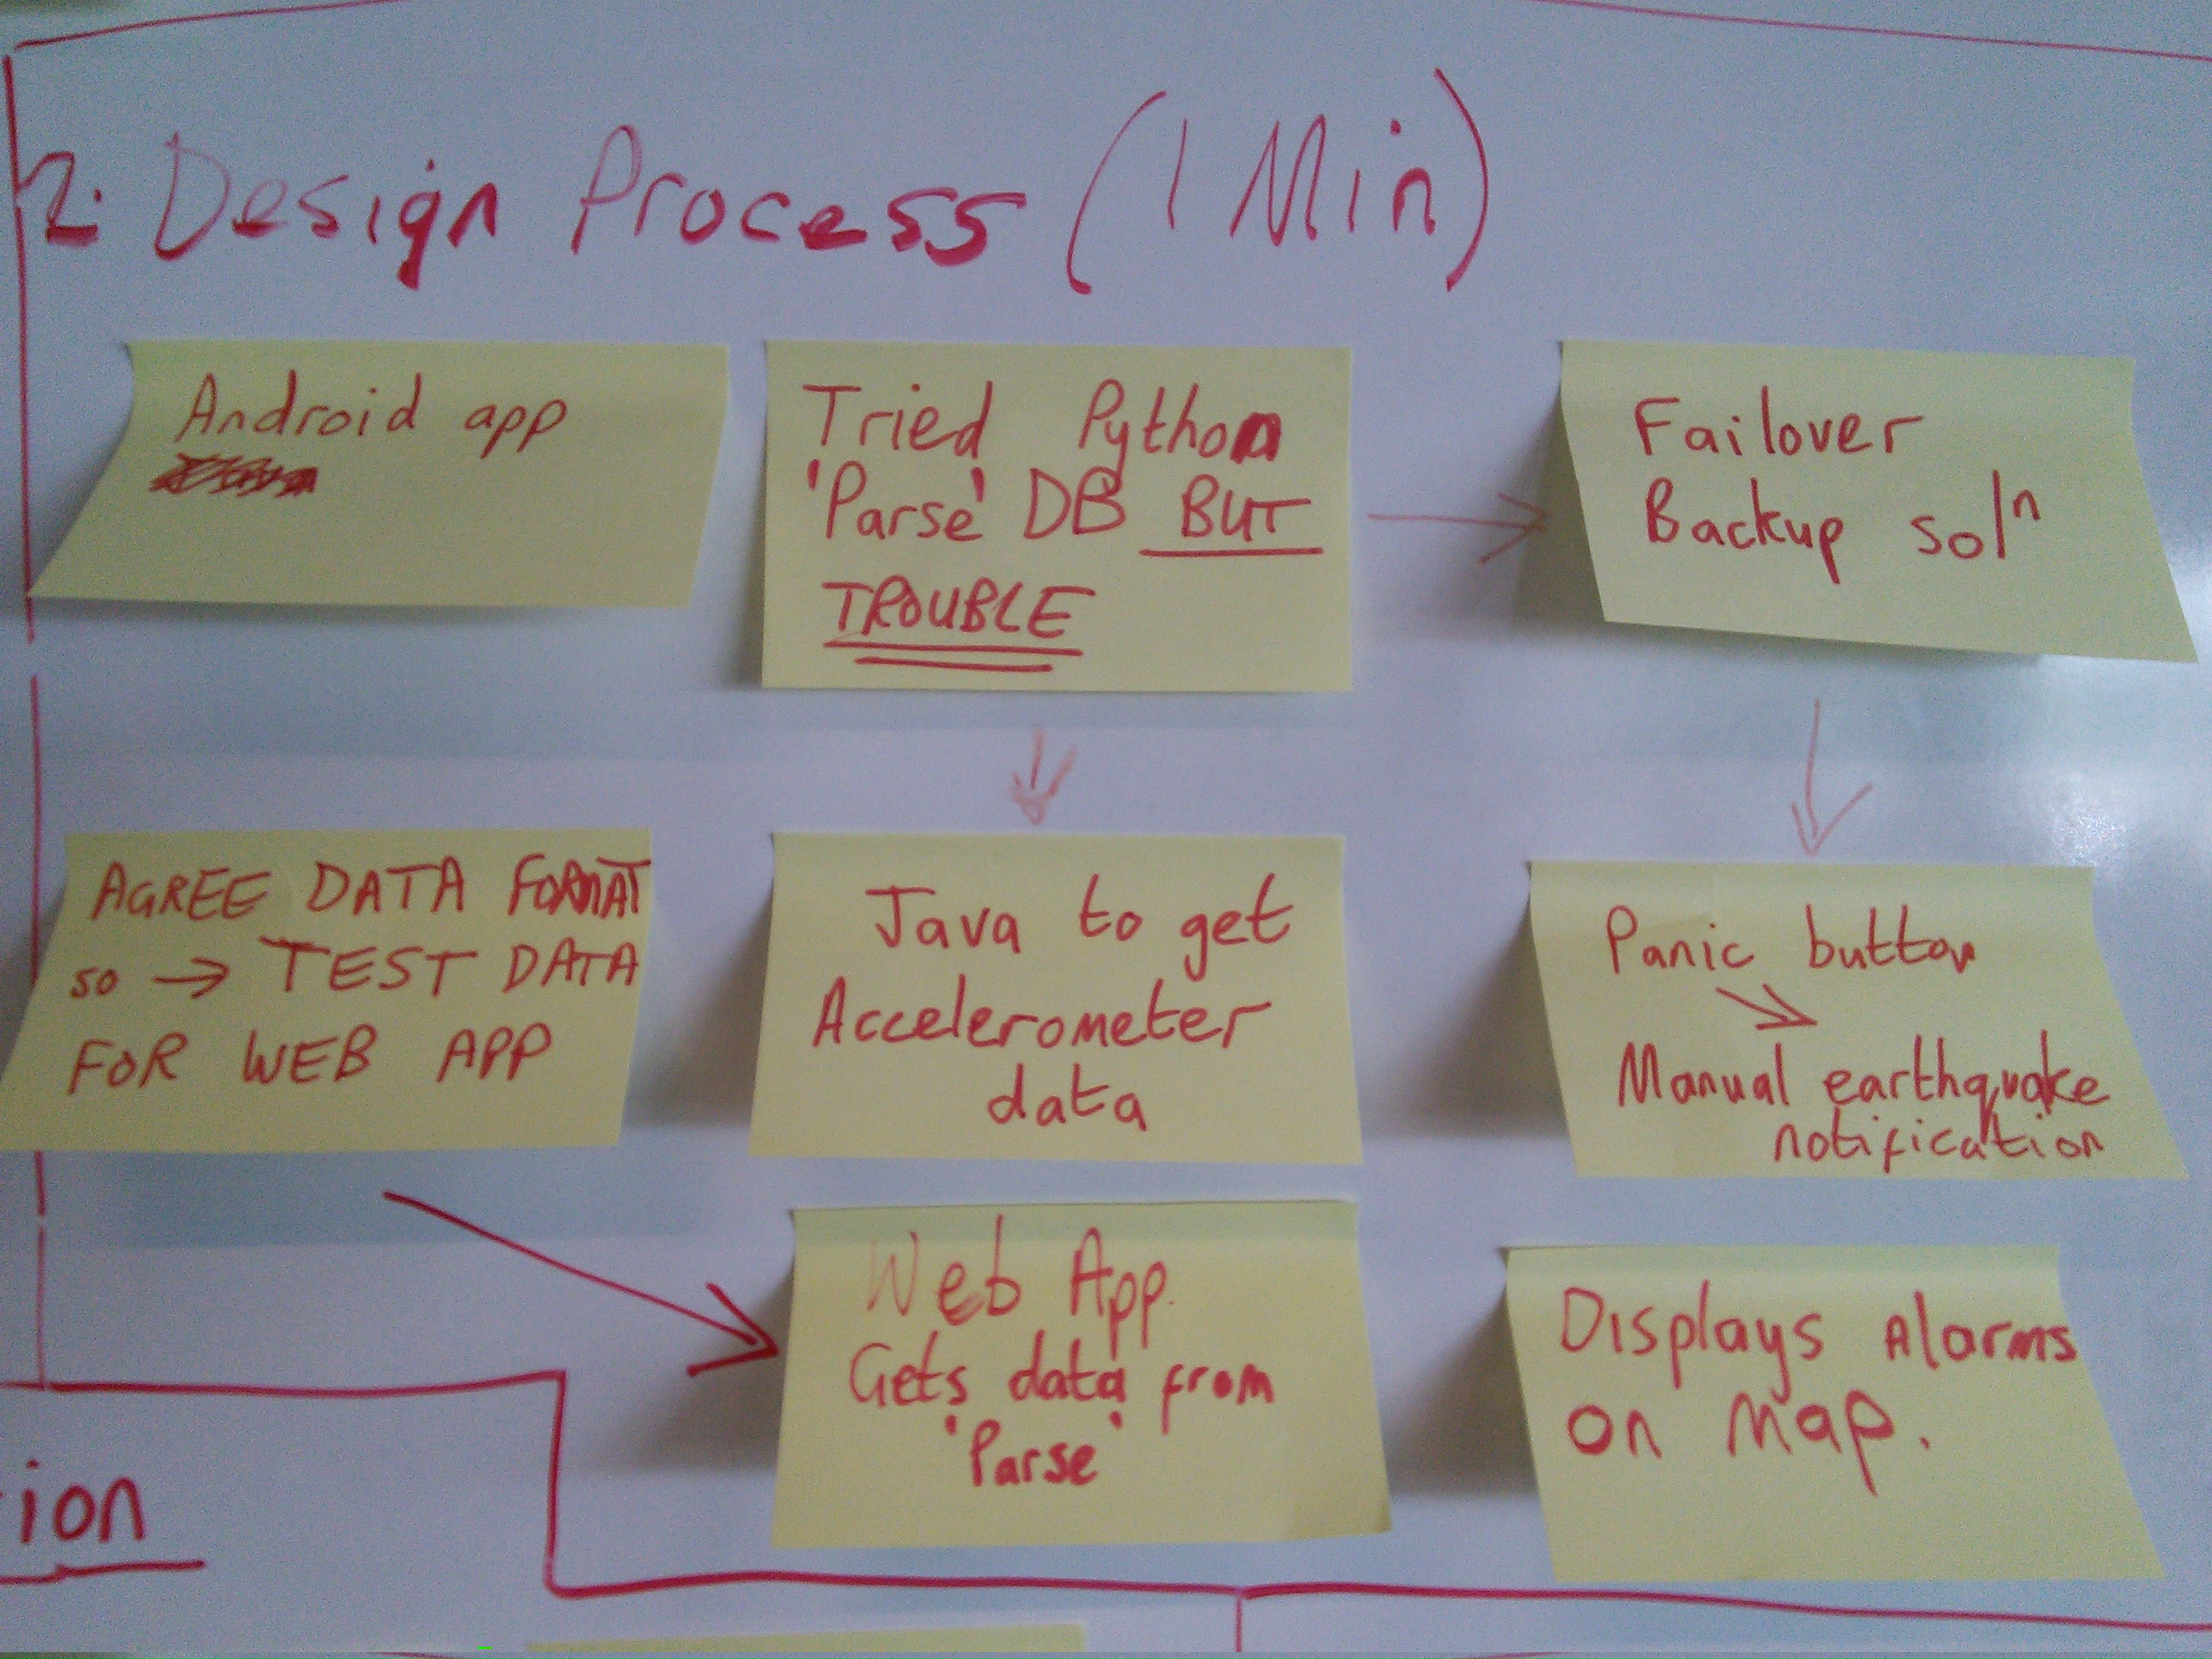 2. Design Process (1 Min)
Android app
Tried Python
'Parse' DB BUT
TROUBLE
Failover
Backup solⁿ
AGREE DATA FORMAT
so → TEST DATA
FOR WEB APP
Java to get
Accelerometer
data
Panic button
Manual earthquake
notification
Web App.
Gets data from
'Parse'
Displays Alarms
on Map.
ion